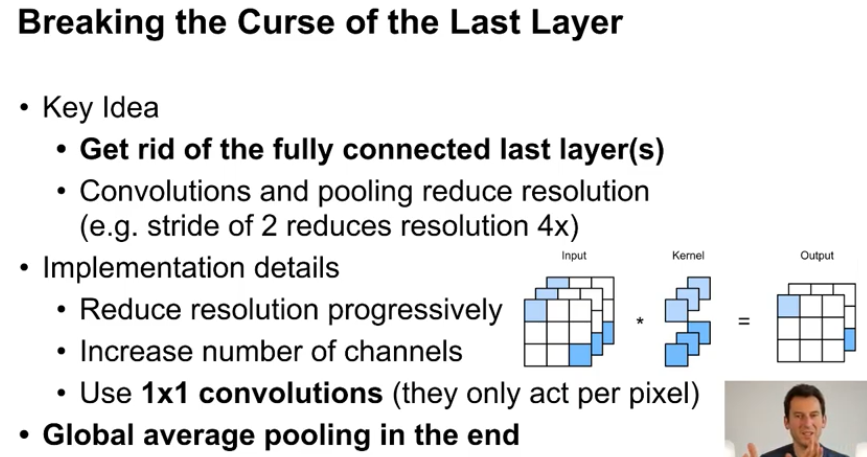 Breaking the Curse of the Last Layer
• Key Idea
• Get rid of the fully connected last layer(s)
• Convolutions and pooling reduce resolution
(e.g. stride of 2 reduces resolution 4x)
• Implementation details
• Reduce resolution progressively
• Increase number of channels
• Use 1x1 convolutions (they only act per pixel)
• Global average pooling in the end
Input
Kernel
Output
*
=